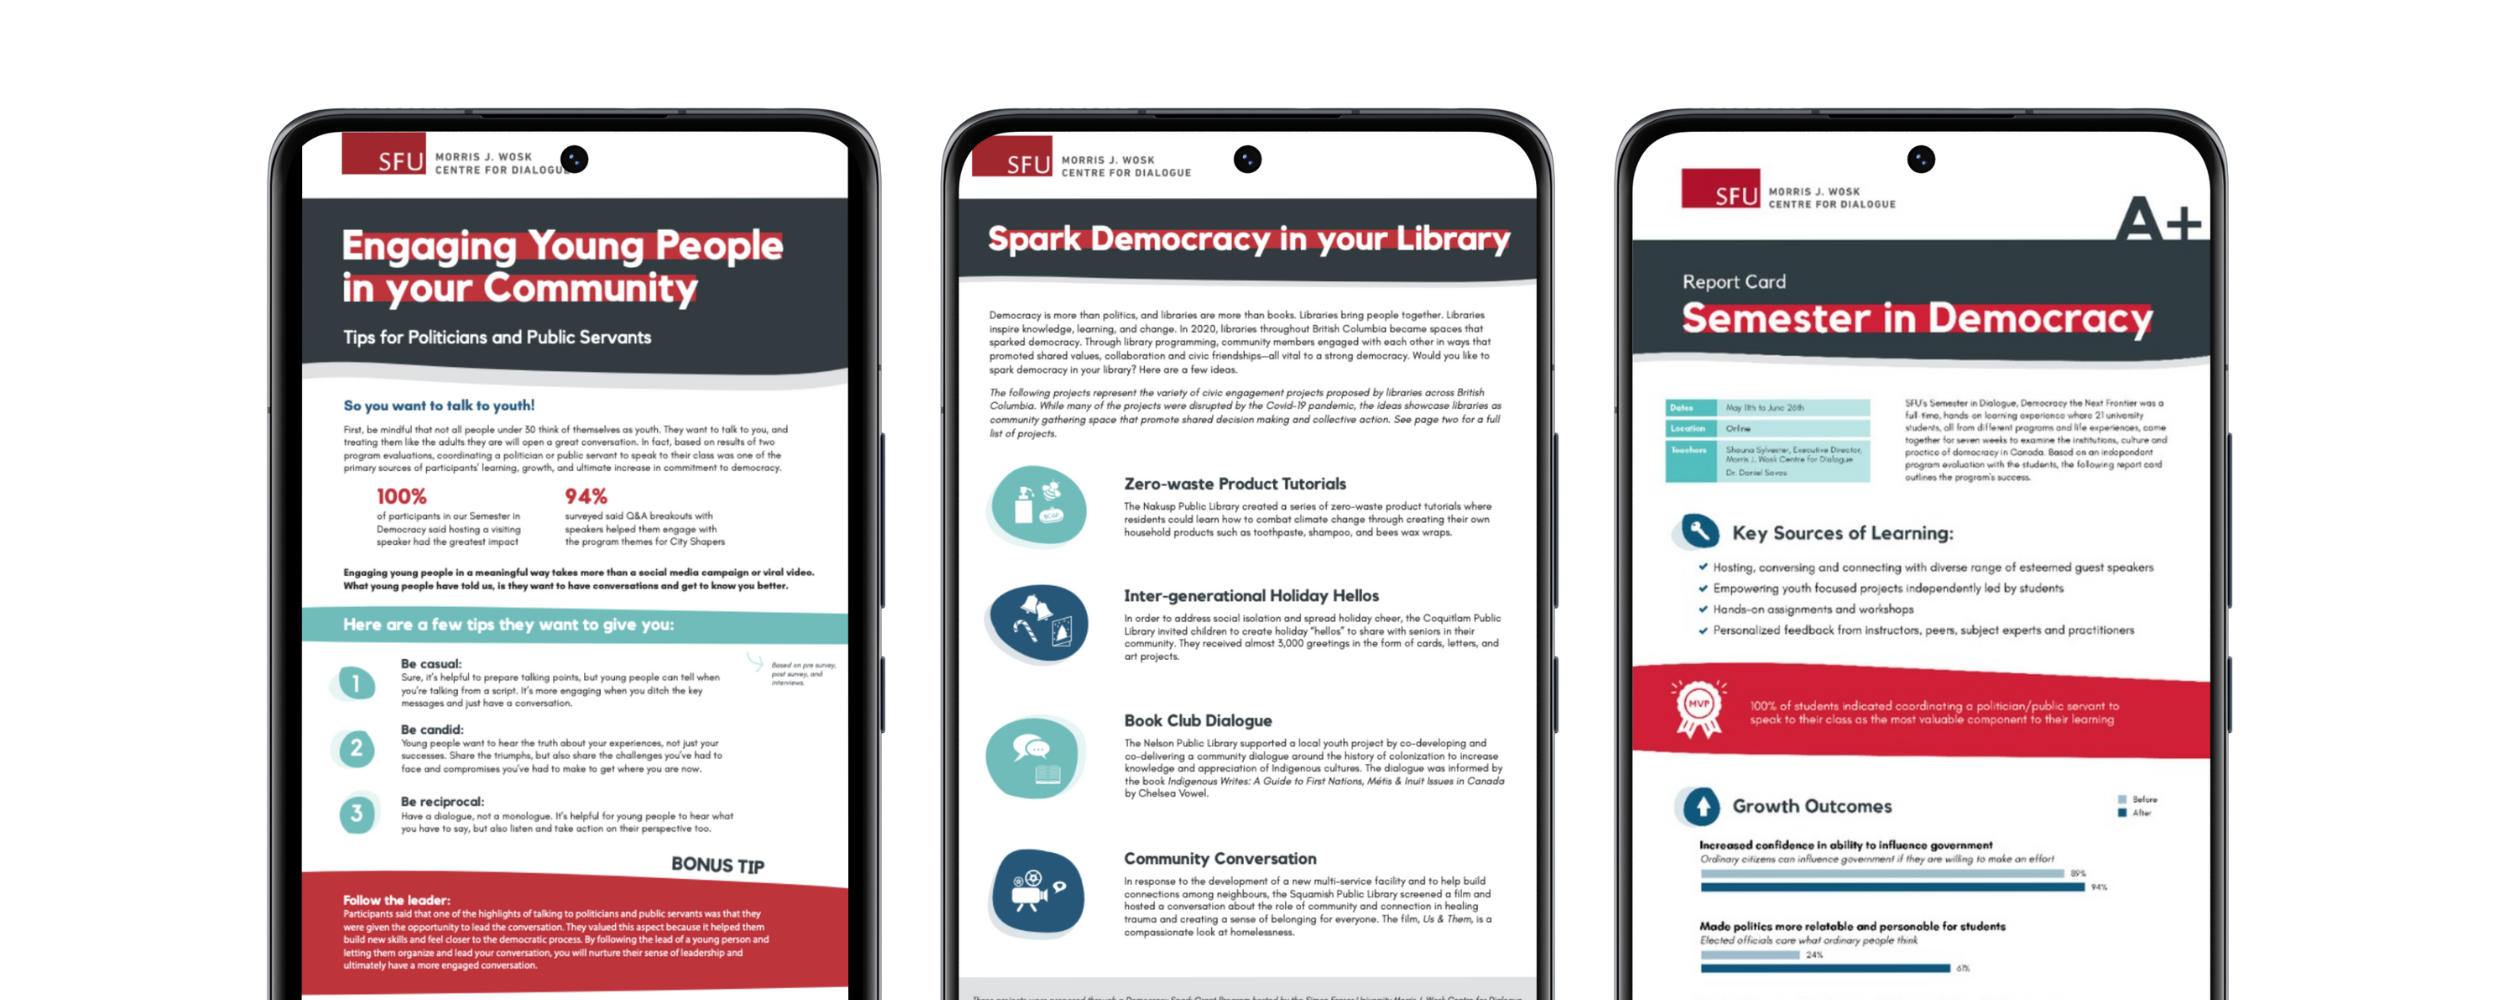 SFU
MORRIS J. WOSK
CENTRE FOR DIALOGUE
Engaging Young People
in your Community
Tips for Politicians and Public Servants
So you want to talk to youth!
First, be mindful that not all people under 30 think of themselves as youth. They want to talk to you, and
treating them like the adults they are will open a great conversation. In fact, based on results of two
program evaluations, coordinating a politician or public servant to speak to their class was one of the
primary sources of participants' learning, growth, and ultimate increase in commitment to democracy.
100%
of participants in our Semester in
Democracy said hosting a visiting
speaker had the greatest impact
94%
surveyed said Q&A breakouts with
speakers helped them engage with
the program themes for City Shapers
Engaging young people in a meaningful way takes more than a social media campaign or viral video.
What young people have told us, is they want to have conversations and get to know you better.
Here are a few tips they want to give you:
Based on pre survey,
post survey, and
interviews.
1
Be casual:
Sure, it's helpful to prepare talking points, but young people can tell when
you're talking from a script. It's more engaging when you ditch the key
messages and just have a conversation.
2
Be candid:
Young people want to hear the truth about your experiences, not just your
successes. Share the triumphs, but also share the challenges you've had to
face and compromises you've had to make to get where you are now.
3
Be reciprocal:
Have a dialogue, not a monologue. It's helpful for young people to hear what
you have to say, but also listen and take action on their perspective too.
BONUS TIP
Follow the leader:
Participants said that one of the highlights of talking to politicians and public servants was that they
were given the opportunity to lead the conversation. They valued this aspect because it helped them
build new skills and feel closer to the democratic process. By following the lead of a young person and
letting them organize and lead your conversation, you will nurture their sense of leadership and
ultimately have a more engaged conversation.
SFU
MORRIS J. WOSK
CENTRE FOR DIALOGUE
Spark Democracy in your Library
Democracy is more than politics, and libraries are more than books. Libraries bring people together. Libraries
inspire knowledge, learning, and change. In 2020, libraries throughout British Columbia became spaces that
sparked democracy. Through library programming, community members engaged with each other in ways that
promoted shared values, collaboration and civic friendships—all vital to a strong democracy. Would you like to
spark democracy in your library? Here are a few ideas.
The following projects represent the variety of civic engagement projects proposed by libraries across British
Columbia. While many of the projects were disrupted by the Covid-19 pandemic, the ideas showcase libraries as
community gathering space that promote shared decision making and collective action. See page two for a full
list of projects.
SOAP
Zero-waste Product Tutorials
The Nakusp Public Library created a series of zero-waste product tutorials where
residents could learn how to combat climate change through creating their own
household products such as toothpaste, shampoo, and bees wax wraps.
Inter-generational Holiday Hellos
In order to address social isolation and spread holiday cheer, the Coquitlam Public
Library invited children to create holiday "hellos" to share with seniors in their
community. They received almost 3,000 greetings in the form of cards, letters, and
art projects.
Book Club Dialogue
The Nelson Public Library supported a local youth project by co-developing and
co-delivering a community dialogue around the history of colonization to increase
knowledge and appreciation of Indigenous cultures. The dialogue was informed by
the book Indigenous Writes: A Guide to First Nations, Métis & Inuit Issues in Canada
by Chelsea Vowel.
Community Conversation
In response to the development of a new multi-service facility and to help build
connections among neighbours, the Squamish Public Library screened a film and
hosted a conversation about the role of community and connection in healing
trauma and creating a sense of belonging for everyone. The film, Us & Them, is a
compassionate look at homelessness.
SFU
MORRIS J. WOSK
CENTRE FOR DIALOGUE
A+
Report Card
Semester in Democracy
Dates
May 11th to June 26th
Location
Online
Teachers
Shauna Sylvester, Executive Director,
Morris J. Wosk Centre for Dialogue
Dr. Daniel Savas
SFU's Semester in Dialogue, Democracy the Next Frontier was a
full-time, hands on learning experience where 21 university
students, all from different programs and life experiences, came
together for seven weeks to examine the institutions, culture and
practice of democracy in Canada. Based on an independent
program evaluation with the students, the following report card
outlines the program's success.
Key Sources of Learning:
Hosting, conversing and connecting with diverse range of esteemed guest speakers
Empowering youth focused projects independently led by students
Hands-on assignments and workshops
Personalized feedback from instructors, peers, subject experts and practitioners
MVP
100% of students indicated coordinating a politician/public servant to
speak to their class as the most valuable component to their learning
Growth Outcomes
Before
After
Increased confidence in ability to influence government
Ordinary citizens can influence government if they are willing to make an effort
89%
94%
Made politics more relatable and personable for students
Elected officials care what ordinary people think
24%
61%